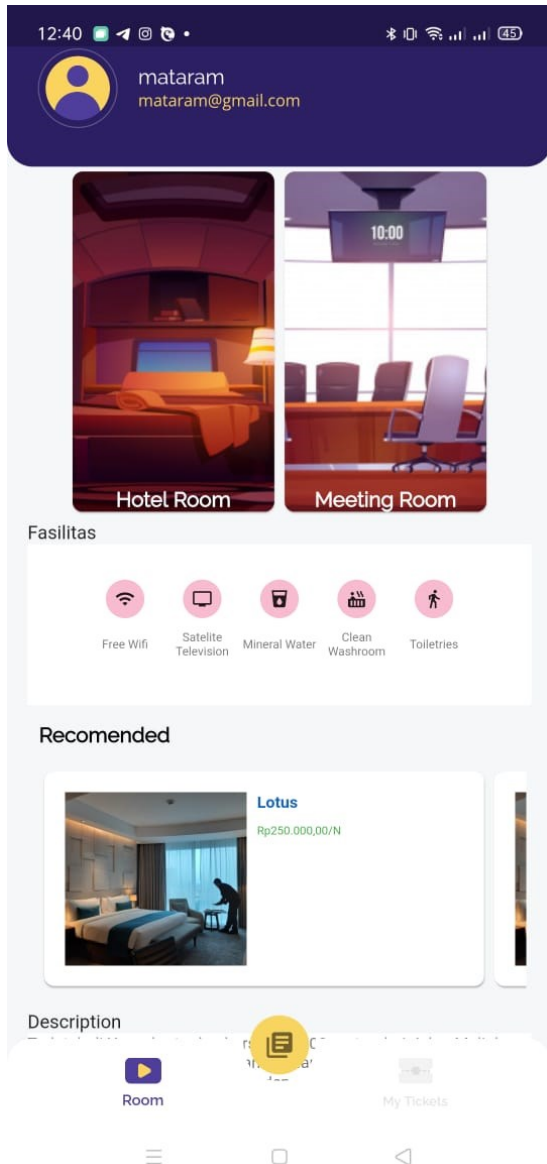 12:40
45
mataram
mataram@gmail.com
10:00
Hotel Room
Meeting Room
Fasilitas
Free Wifi
Satelite
Television
Mineral Water
Clean
Washroom
Toiletries
Recomended
Lotus
Rp250.000,00/N
Description
Room
My Tickets